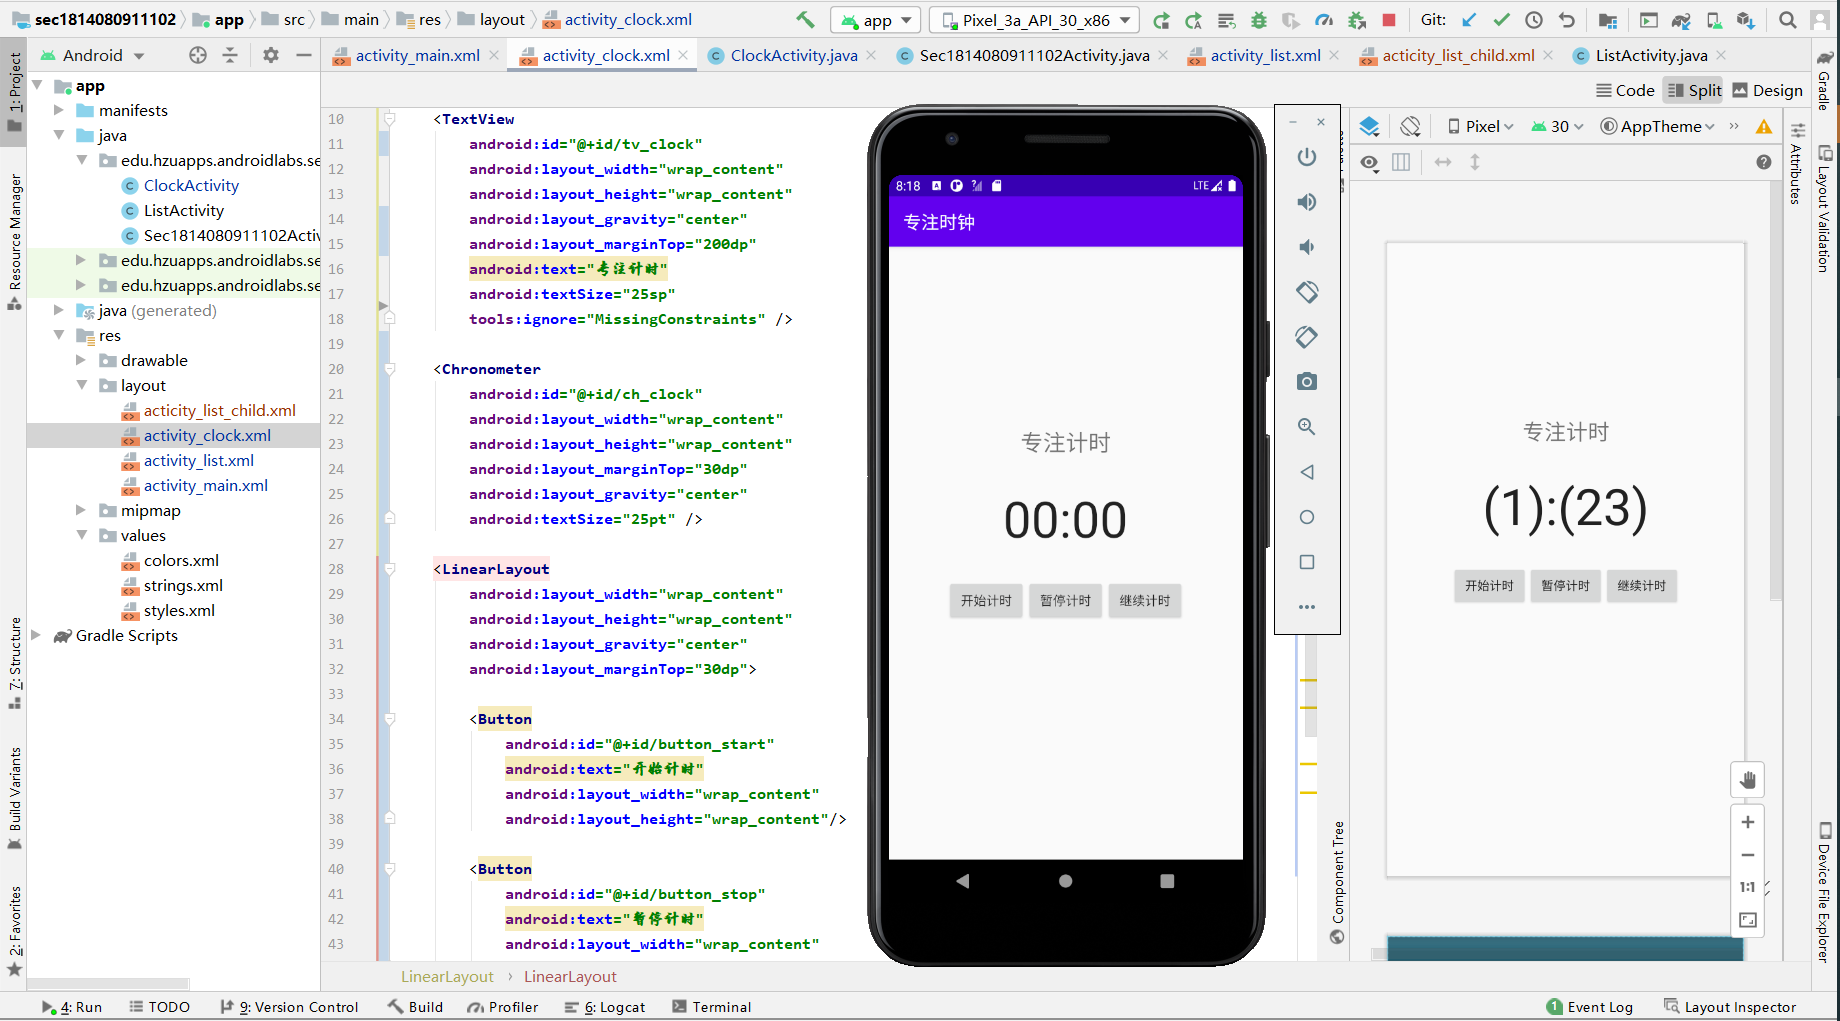 sec1814080911102 app src main res layout activity_clock.xml app Pixel_3a_API_30_x86 Git:
Android
activity_main.xml activity_clock.xml ClockActivity.java Sec1814080911102Activity.java activity_list.xml acticity_list_child.xml ListActivity.java
Code Split Design
1: Project
Resource Manager
7: Structure
Build Variants
2: Favorites
app
manifests
java
edu.hzuapps.androidlabs.se
ClockActivity
ListActivity
Sec1814080911102Activ
edu.hzuapps.androidlabs.se
edu.hzuapps.androidlabs.se
java (generated)
res
drawable
layout
acticity_list_child.xml
activity_clock.xml
activity_list.xml
activity_main.xml
mipmap
values
colors.xml
strings.xml
styles.xml
Gradle Scripts
10 <TextView
11 android:id="@+id/tv_clock"
12 android:layout_width="wrap_content"
13 android:layout_height="wrap_content"
14 android:layout_gravity="center"
15 android:layout_marginTop="200dp"
16 android:text="专注计时"
17 android:textSize="25sp"
18 tools:ignore="MissingConstraints" />
19
20 <Chronometer
21 android:id="@+id/ch_clock"
22 android:layout_width="wrap_content"
23 android:layout_height="wrap_content"
24 android:layout_marginTop="30dp"
25 android:layout_gravity="center"
26 android:textSize="25pt" />
27
28 <LinearLayout
29 android:layout_width="wrap_content"
30 android:layout_height="wrap_content"
31 android:layout_gravity="center"
32 android:layout_marginTop="30dp">
33
34 <Button
35 android:id="@+id/button_start"
36 android:text="开始计时"
37 android:layout_width="wrap_content"
38 android:layout_height="wrap_content"/>
39
40 <Button
41 android:id="@+id/button_stop"
42 android:text="暂停计时"
43 android:layout_width="wrap_content"
LinearLayout › LinearLayout
8:18 LTE
专注时钟
专注计时
00:00
开始计时 暂停计时 继续计时
Component Tree
Pixel 30 AppTheme
专注计时
(1):(23)
开始计时 暂停计时 继续计时
1:1
Attributes
Gradle
Layout Validation
Device File Explorer
4: Run TODO 9: Version Control Build Profiler 6: Logcat Terminal 1 Event Log Layout Inspector